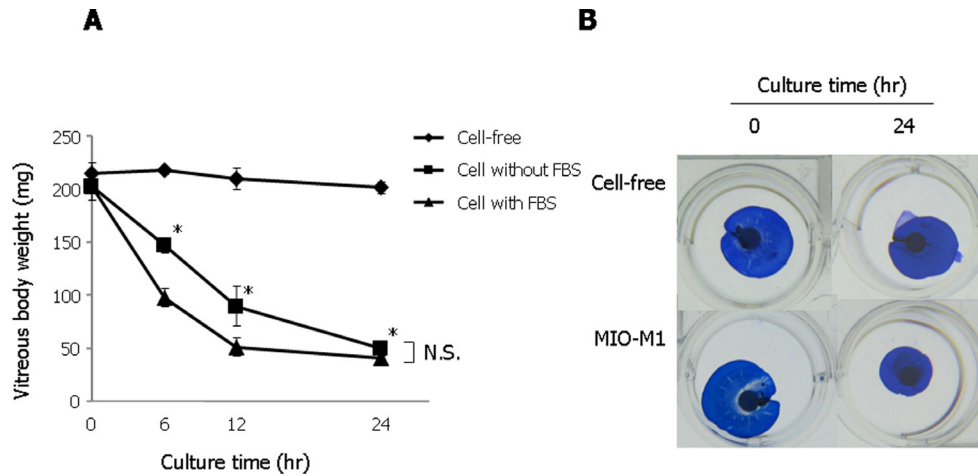 A
Vitreous body weight (mg)
250
200
150
100
50
0
*
*
*
N.S.
0 6 12 24
Culture time (hr)
Cell-free
Cell without FBS
Cell with FBS
B
Culture time (hr)
0 24
Cell-free
MIO-M1